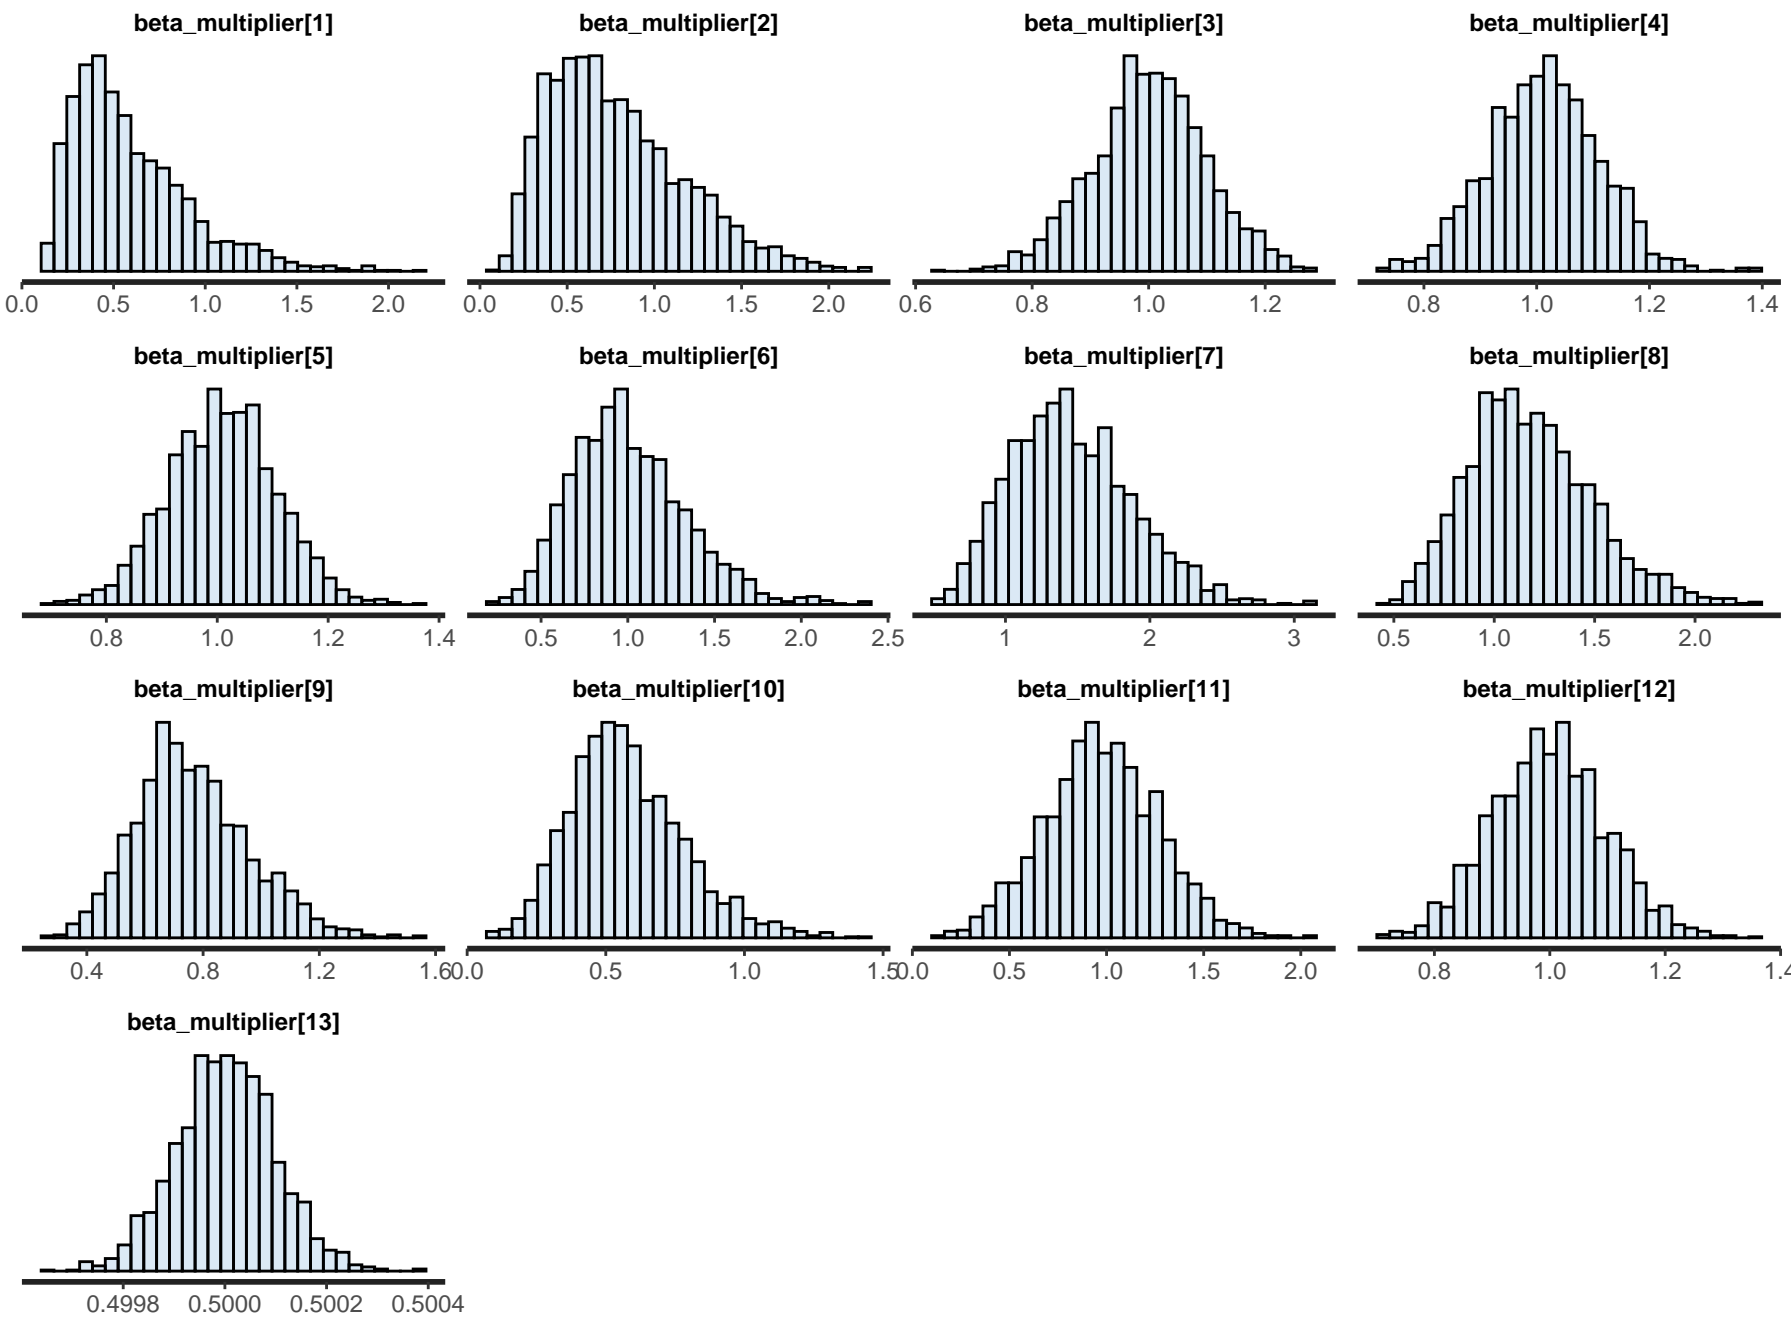 beta_multiplier[1] beta_multiplier[2] beta_multiplier[3] beta_multiplier[4]
0.0 0.5 1.0 1.5 2.0 0.0 0.5 1.0 1.5 2.0 0.6 0.8 1.0 1.2 0.8 1.0 1.2 1.4
beta_multiplier[5] beta_multiplier[6] beta_multiplier[7] beta_multiplier[8]
0.8 1.0 1.2 1.4 0.5 1.0 1.5 2.0 2.5 1 2 3 0.5 1.0 1.5 2.0
beta_multiplier[9] beta_multiplier[10] beta_multiplier[11] beta_multiplier[12]
0.4 0.8 1.2 1.6 0.0 0.5 1.0 1.5 0.0 0.5 1.0 1.5 2.0 0.8 1.0 1.2 1.4
beta_multiplier[13]
0.4998 0.5000 0.5002 0.5004